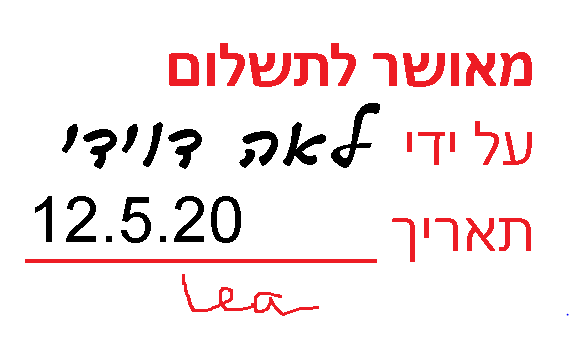 מאושר לתשלום
על ידי לאה דוידי
תאריך 12.5.20
lea